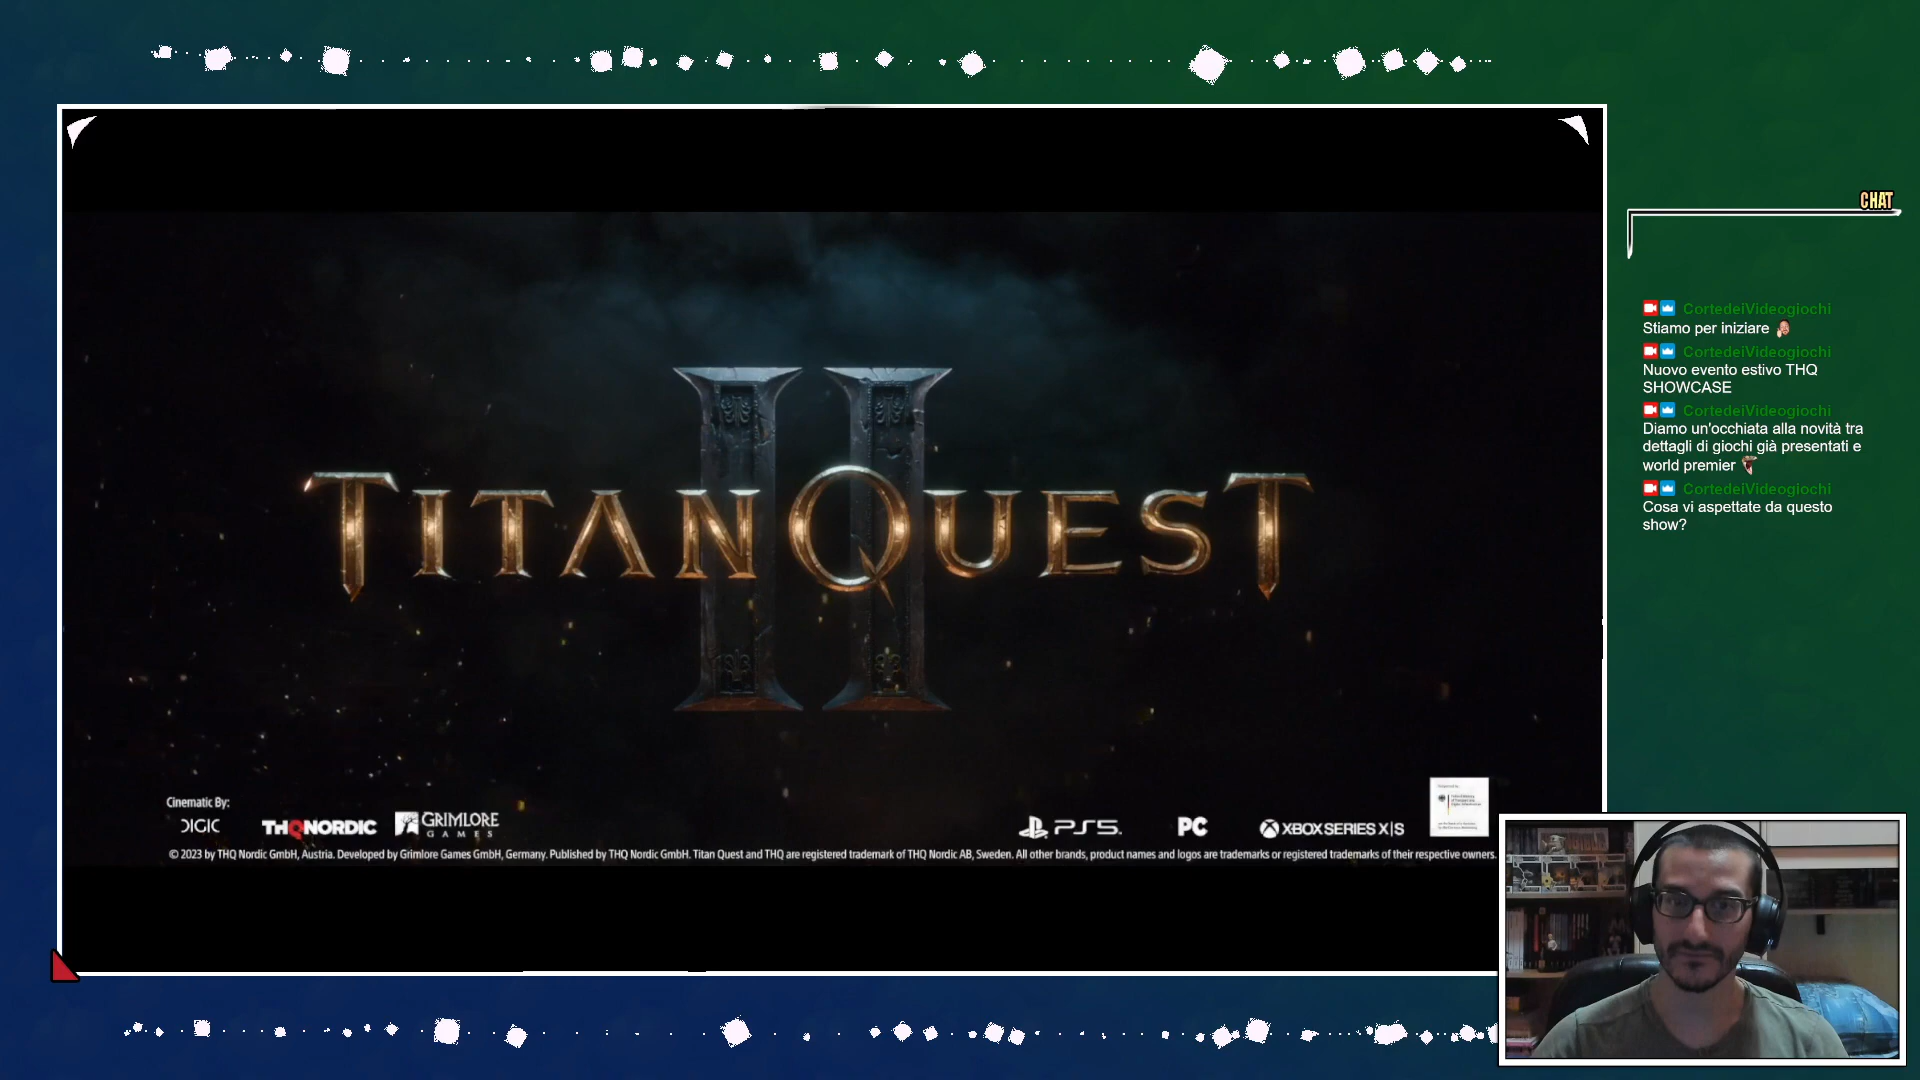 CHAT
CortedeiVideogiochi
Stiamo per iniziare
CortedeiVideogiochi
Nuovo evento estivo THQ
SHOWCASE
CortedeiVideogiochi
Diamo un'occhiata alla novità tra
dettagli di giochi già presentati e
world premier
CortedeiVideogiochi
Cosa vi aspettate da questo
show?
II
TITAN QUEST
Cinematic By:
DIGIC
THQ NORDIC
GRIMLORE
GAMES
PS5.
PC
XBOX SERIES X|S
© 2023 by THQ Nordic GmbH, Austria. Developed by Grimlore Games GmbH, Germany. Published by THQ Nordic GmbH. Titan Quest and THQ are registered trademark of THQ Nordic AB, Sweden. All other brands, product names and logos are trademarks or registered trademarks of their respective owners.